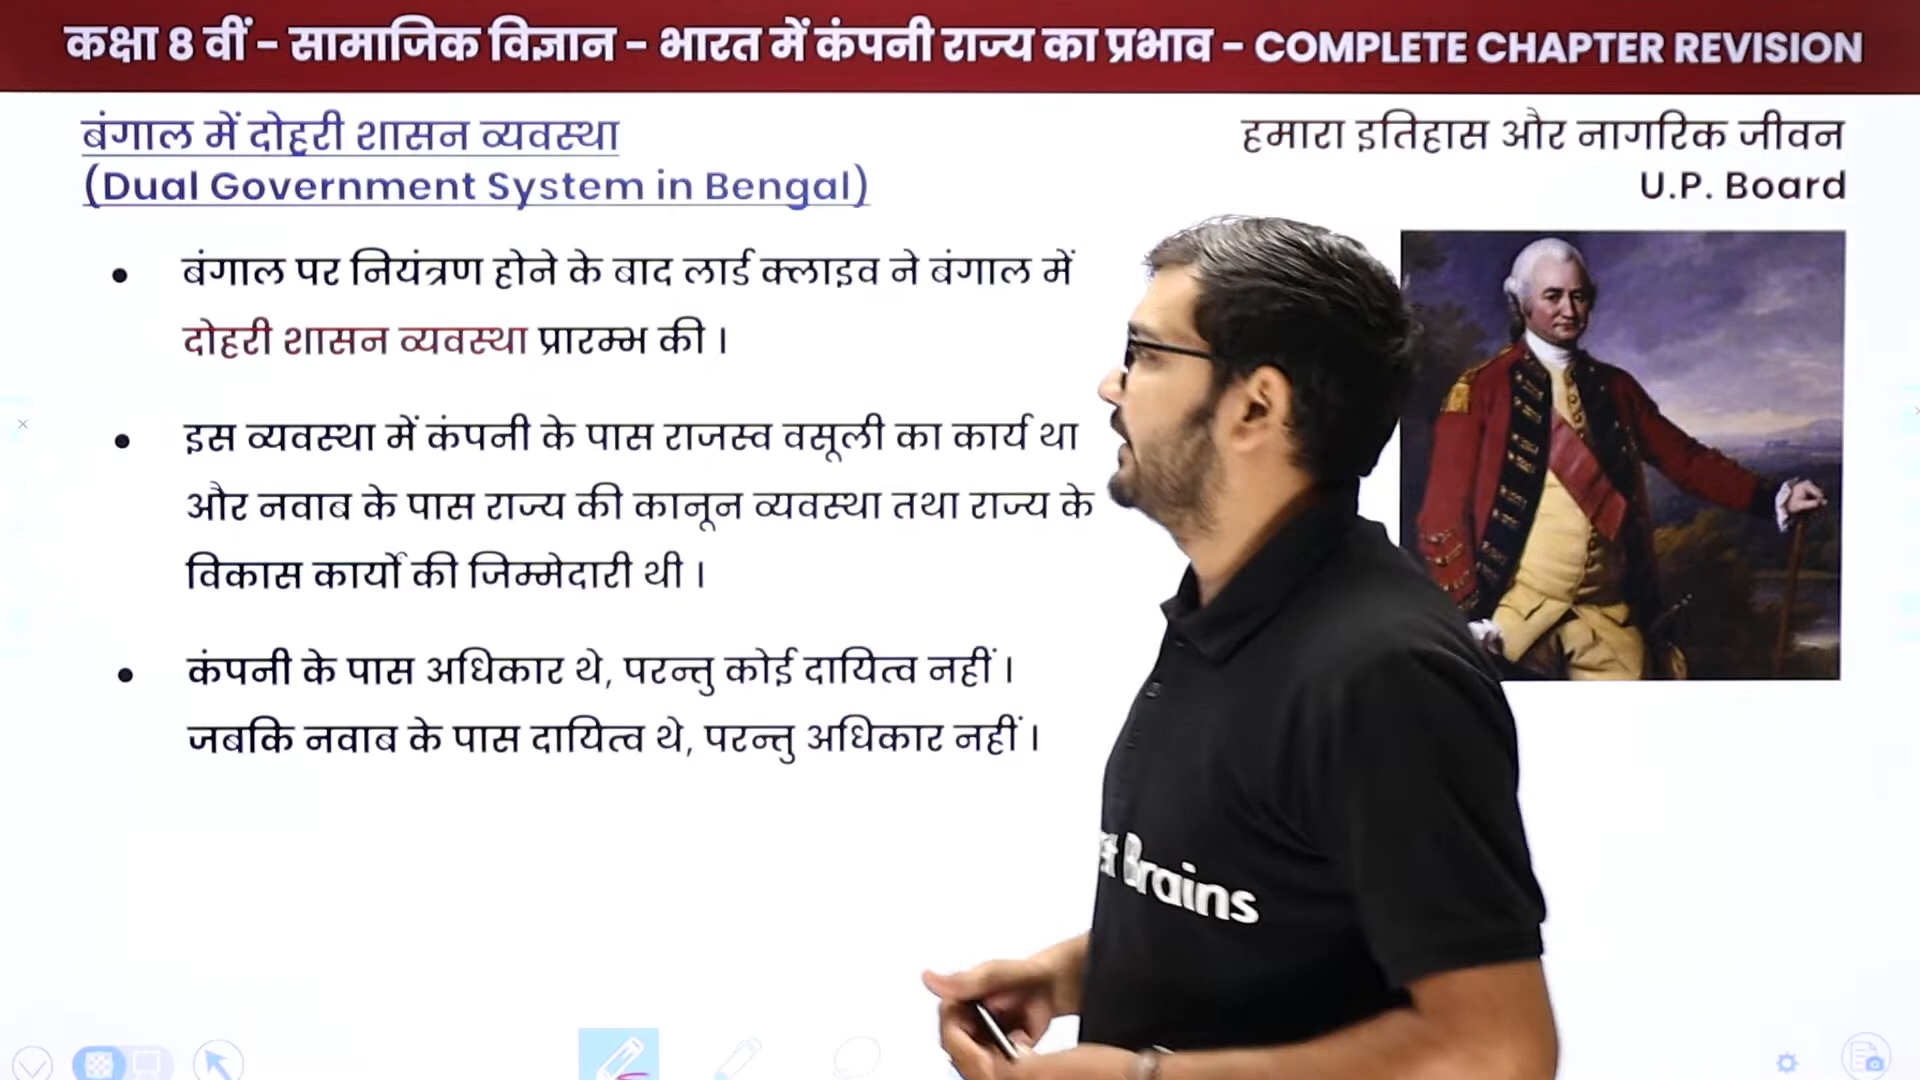 कक्षा 8 वीं - सामाजिक विज्ञान - भारत में कंपनी राज्य का प्रभाव - COMPLETE CHAPTER REVISION
बंगाल में दोहरी शासन व्यवस्था
(Dual Government System in Bengal)
हमारा इतिहास और नागरिक जीवन
U.P. Board
• बंगाल पर नियंत्रण होने के बाद लार्ड क्लाइव ने बंगाल में
दोहरी शासन व्यवस्था प्रारम्भ की ।
• इस व्यवस्था में कंपनी के पास राजस्व वसूली का कार्य था
और नवाब के पास राज्य की कानून व्यवस्था तथा राज्य के
विकास कार्यों की जिम्मेदारी थी ।
• कंपनी के पास अधिकार थे, परन्तु कोई दायित्व नहीं ।
जबकि नवाब के पास दायित्व थे, परन्तु अधिकार नहीं ।
Brains